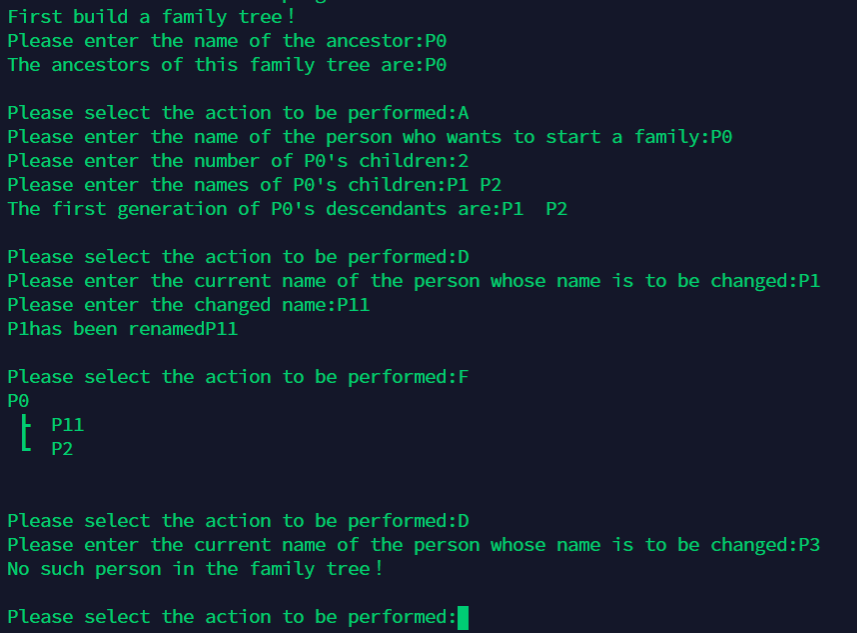 First build a family tree！
Please enter the name of the ancestor:P0
The ancestors of this family tree are:P0
Please select the action to be performed:A
Please enter the name of the person who wants to start a family:P0
Please enter the number of P0's children:2
Please enter the names of P0's children:P1 P2
The first generation of P0's descendants are:P1  P2
Please select the action to be performed:D
Please enter the current name of the person whose name is to be changed:P1
Please enter the changed name:P11
P1has been renamedP11
Please select the action to be performed:F
P0
├ P11
└ P2
Please select the action to be performed:D
Please enter the current name of the person whose name is to be changed:P3
No such person in the family tree！
Please select the action to be performed: